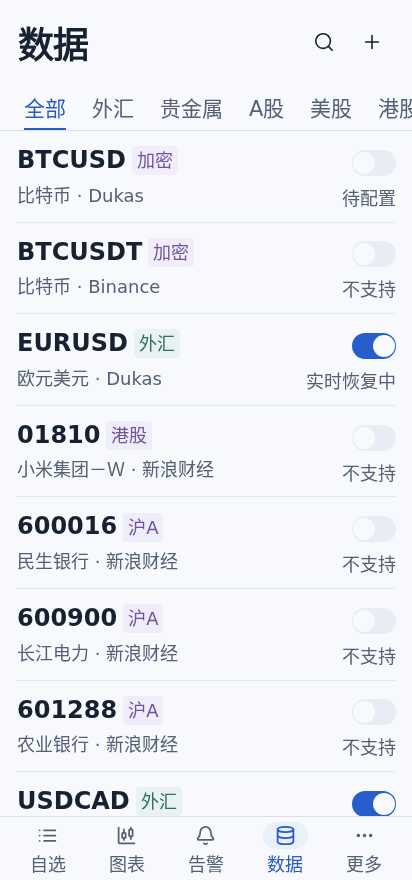 数据
全部 外汇 贵金属 A股 美股 港股
BTCUSD 加密
比特币 · Dukas 待配置
BTCUSDT 加密
比特币 · Binance 不支持
EURUSD 外汇
欧元美元 · Dukas 实时恢复中
01810 港股
小米集团－W · 新浪财经 不支持
600016 沪A
民生银行 · 新浪财经 不支持
600900 沪A
长江电力 · 新浪财经 不支持
601288 沪A
农业银行 · 新浪财经 不支持
USDCAD 外汇
自选 图表 告警 数据 更多